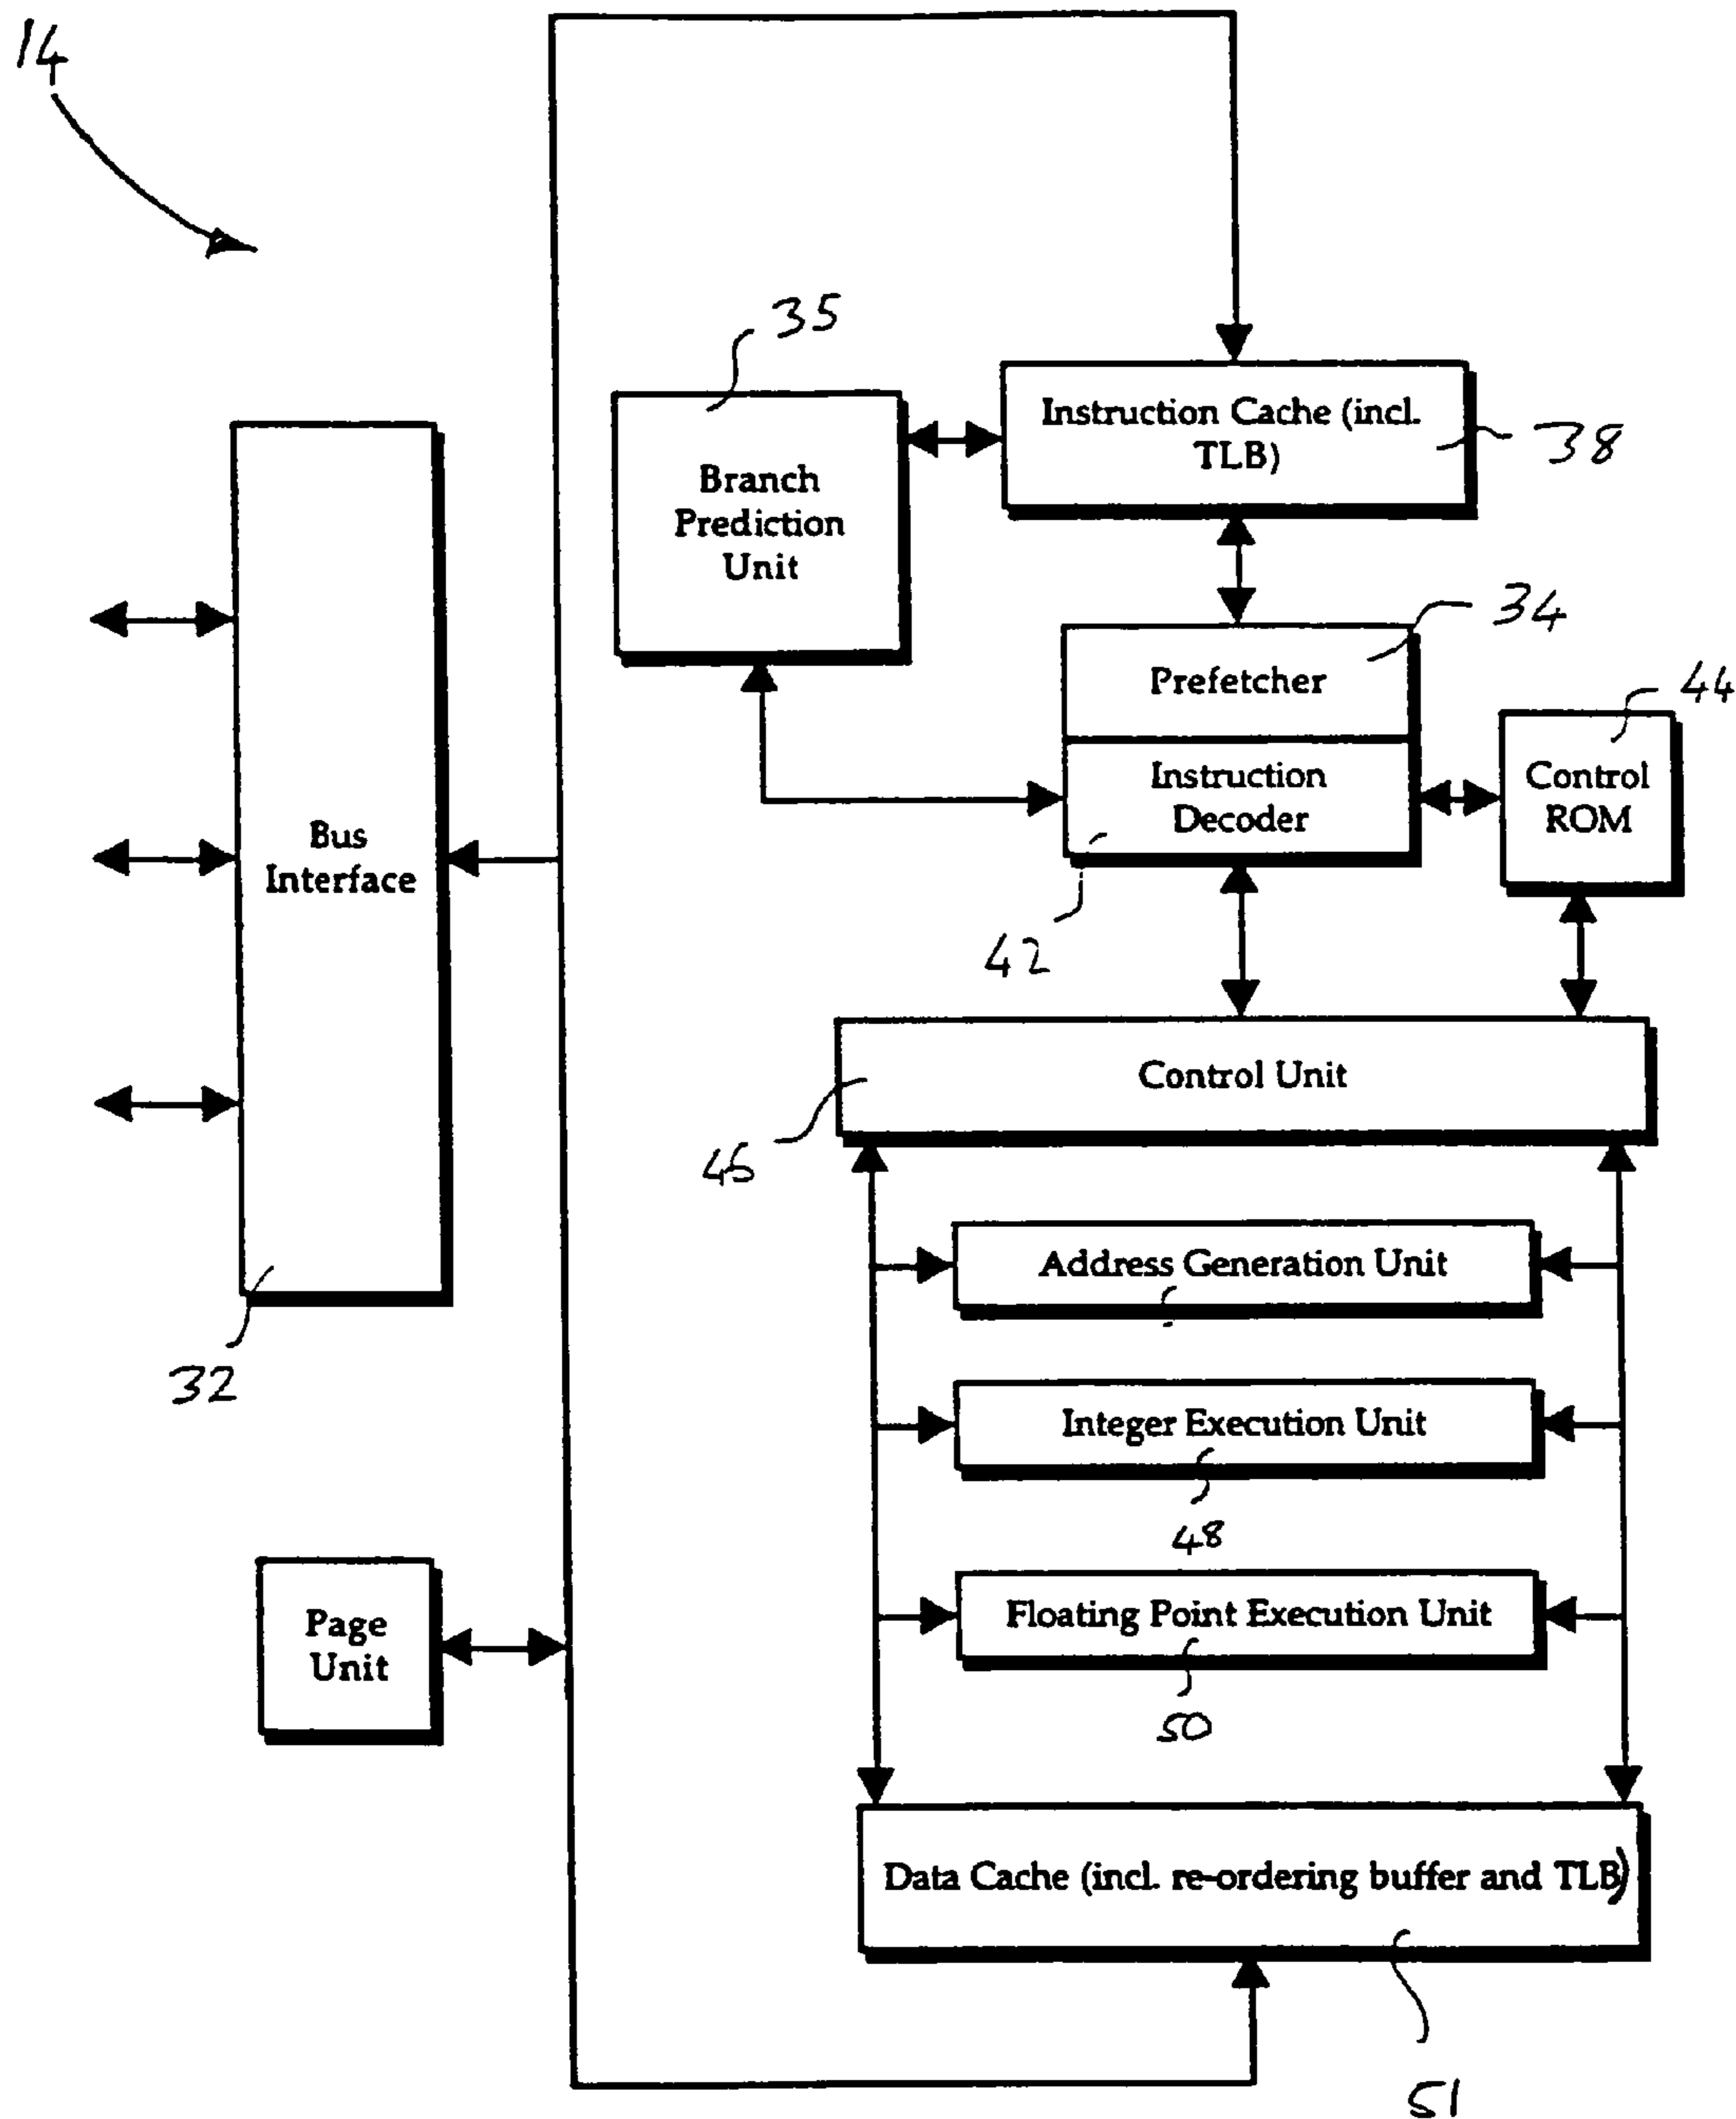 14
35
Instruction Cache (incl.
TLB)
38
Branch
Prediction
Unit
34
Prefetcher
44
Instruction
Decoder
Control
ROM
Bus
Interface
42
Control Unit
46
Address Generation Unit
32
Integer Execution Unit
48
Page
Unit
Floating Point Execution Unit
50
Data Cache (incl. re-ordering buffer and TLB)
51